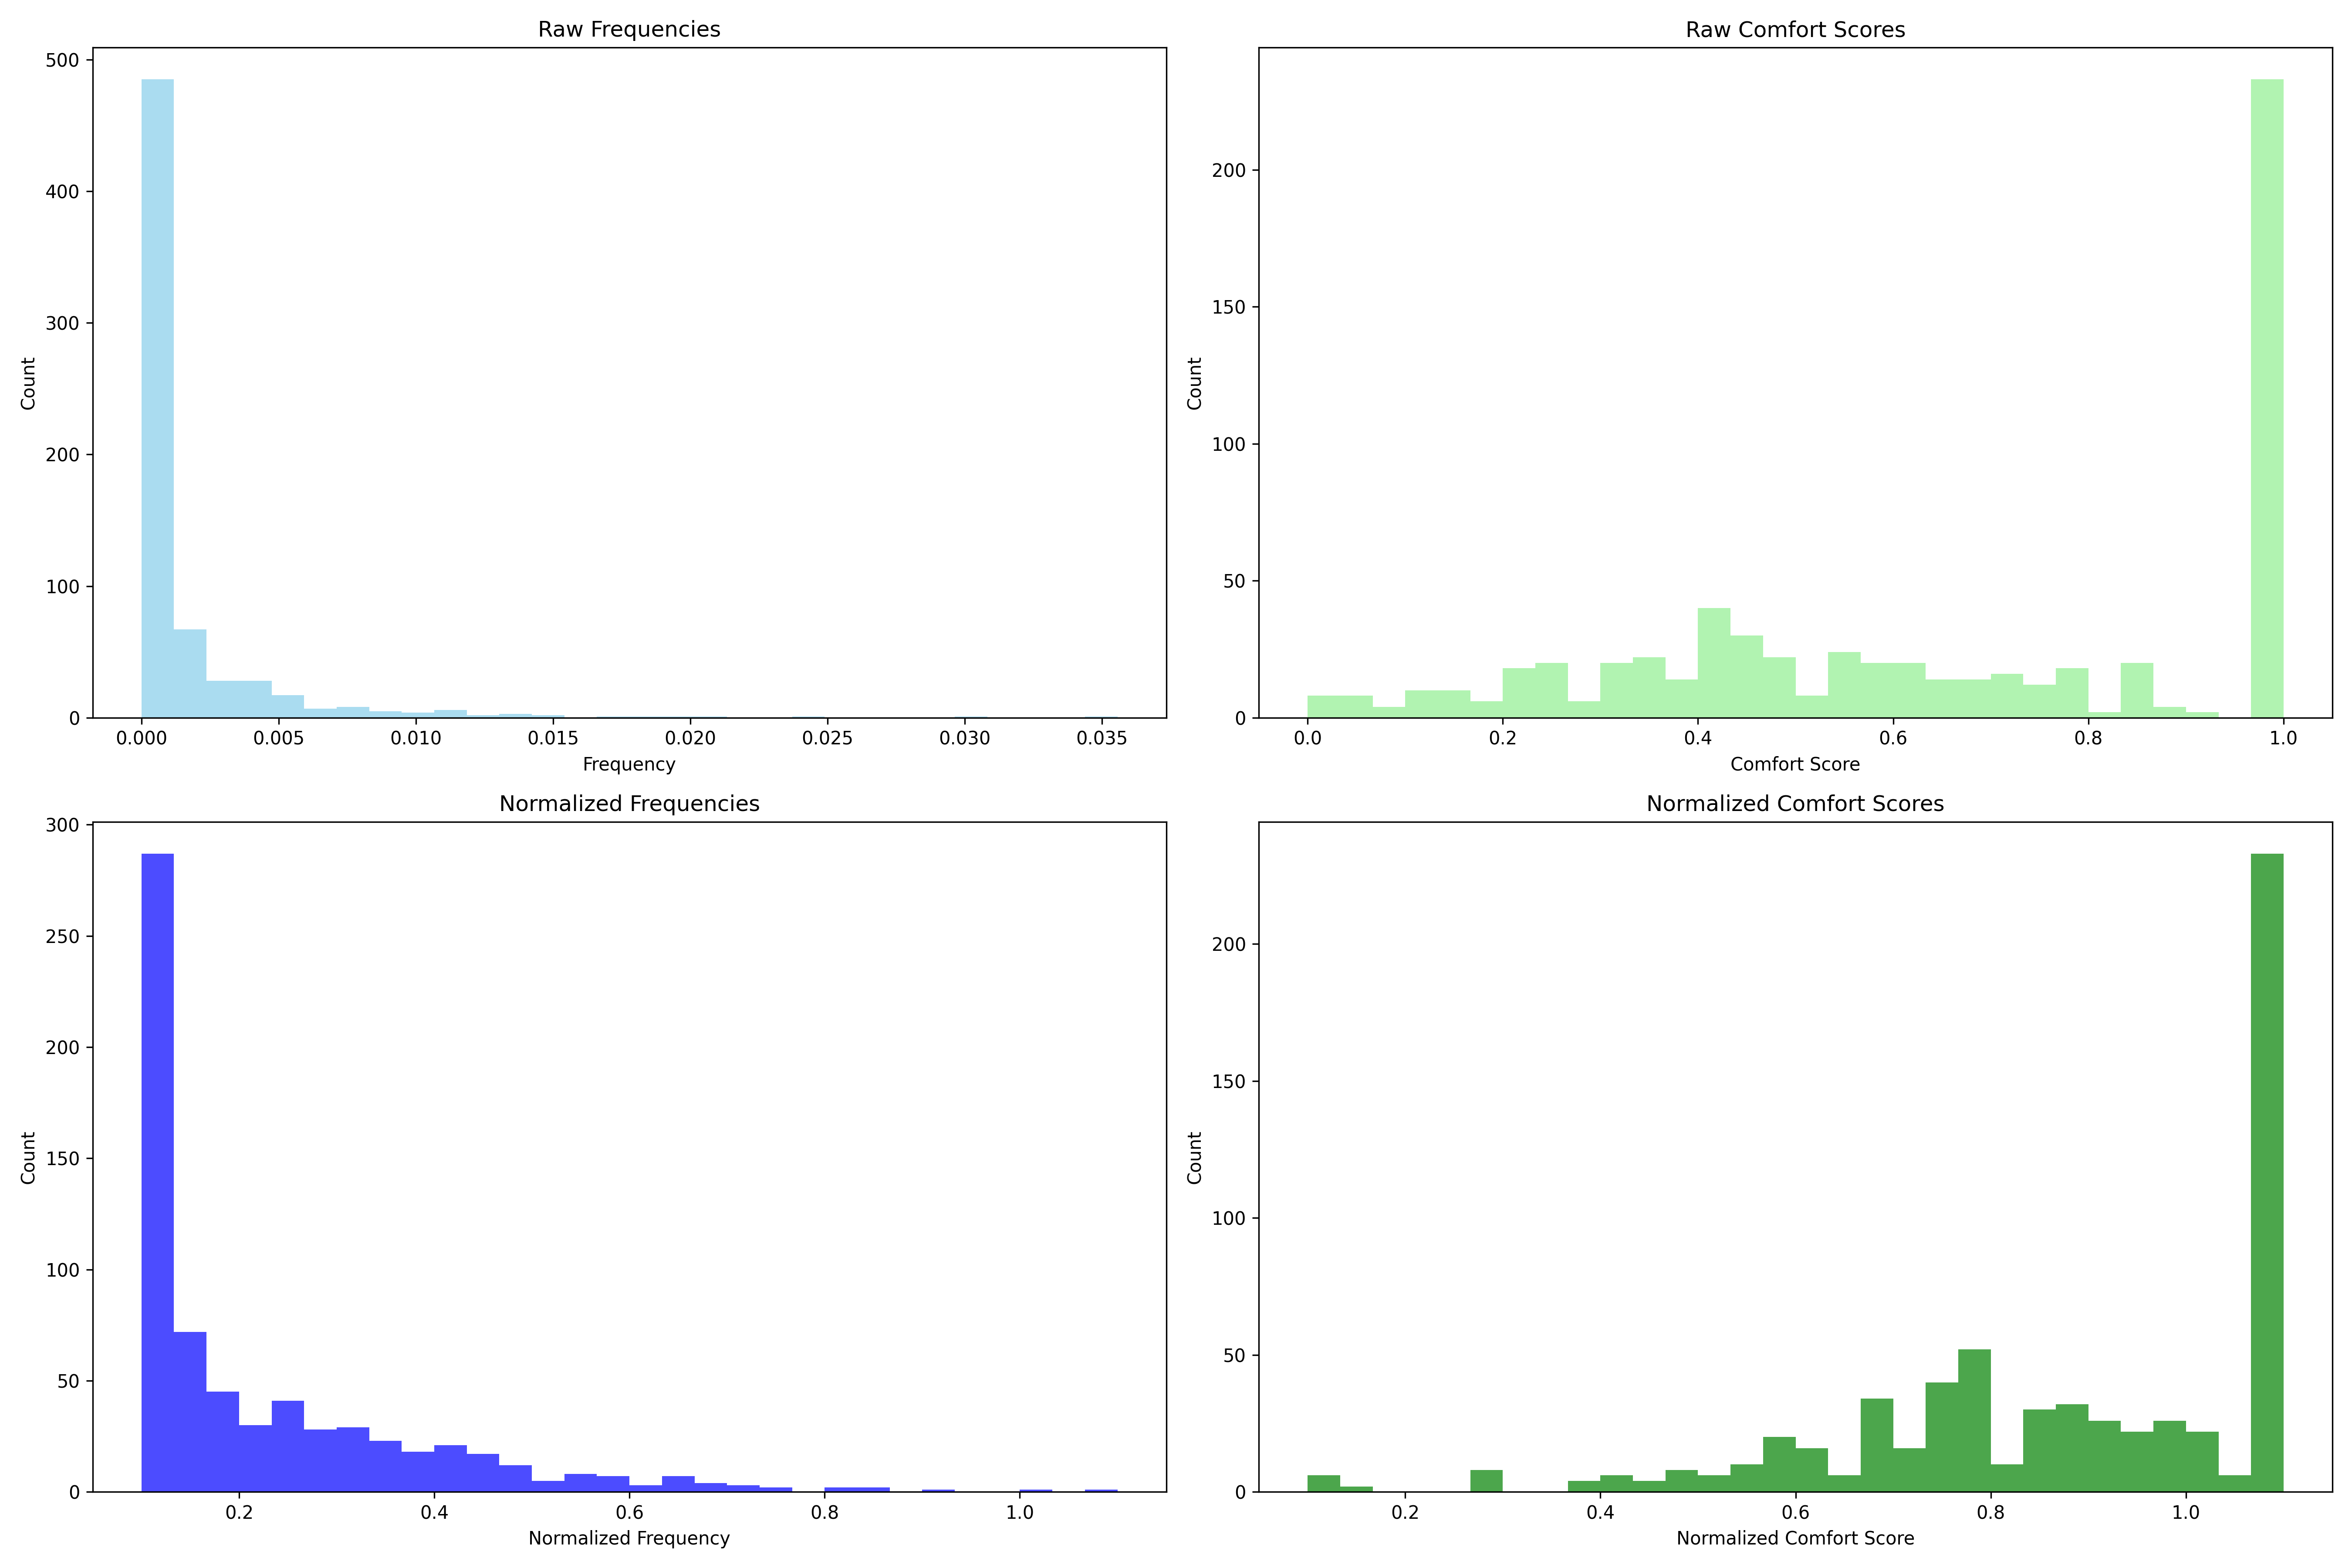 Raw Frequencies
500
400
300
200
100
0
Count
0.000 0.005 0.010 0.015 0.020 0.025 0.030 0.035
Frequency
Raw Comfort Scores
200
150
100
50
0
Count
0.0 0.2 0.4 0.6 0.8 1.0
Comfort Score
Normalized Frequencies
300
250
200
150
100
50
0
Count
0.2 0.4 0.6 0.8 1.0
Normalized Frequency
Normalized Comfort Scores
200
150
100
50
0
Count
0.2 0.4 0.6 0.8 1.0
Normalized Comfort Score